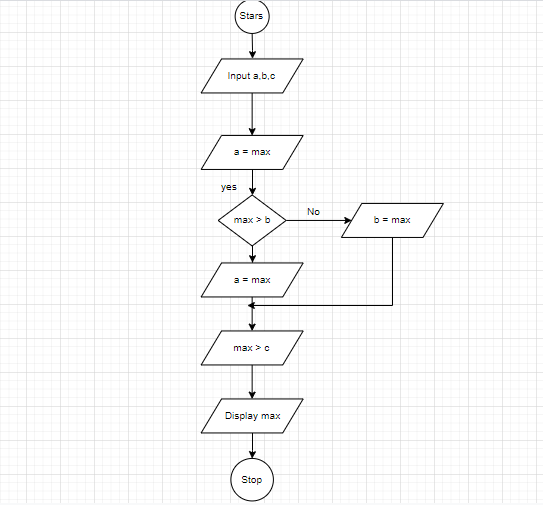 Stars
Input a,b,c
a = max
yes
max > b
No
b = max
a = max
max > c
Display max
Stop